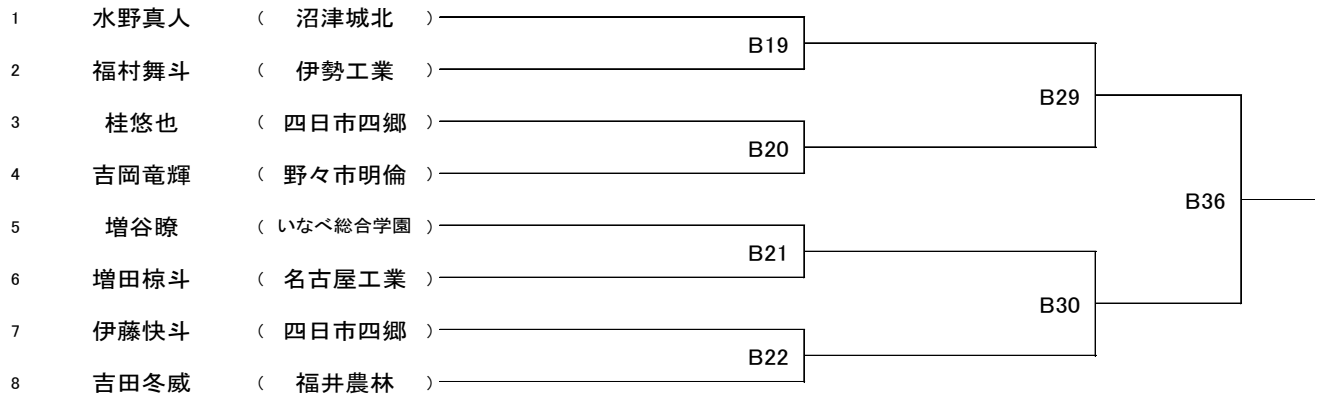 1 水野真人 ( 沼津城北 )
B19
2 福村舞斗 ( 伊勢工業 )
B29
3 桂悠也 ( 四日市四郷 )
B20
4 吉岡竜輝 ( 野々市明倫 )
B36
5 増谷瞭 ( いなべ総合学園 )
B21
6 増田椋斗 ( 名古屋工業 )
B30
7 伊藤快斗 ( 四日市四郷 )
B22
8 吉田冬威 ( 福井農林 )